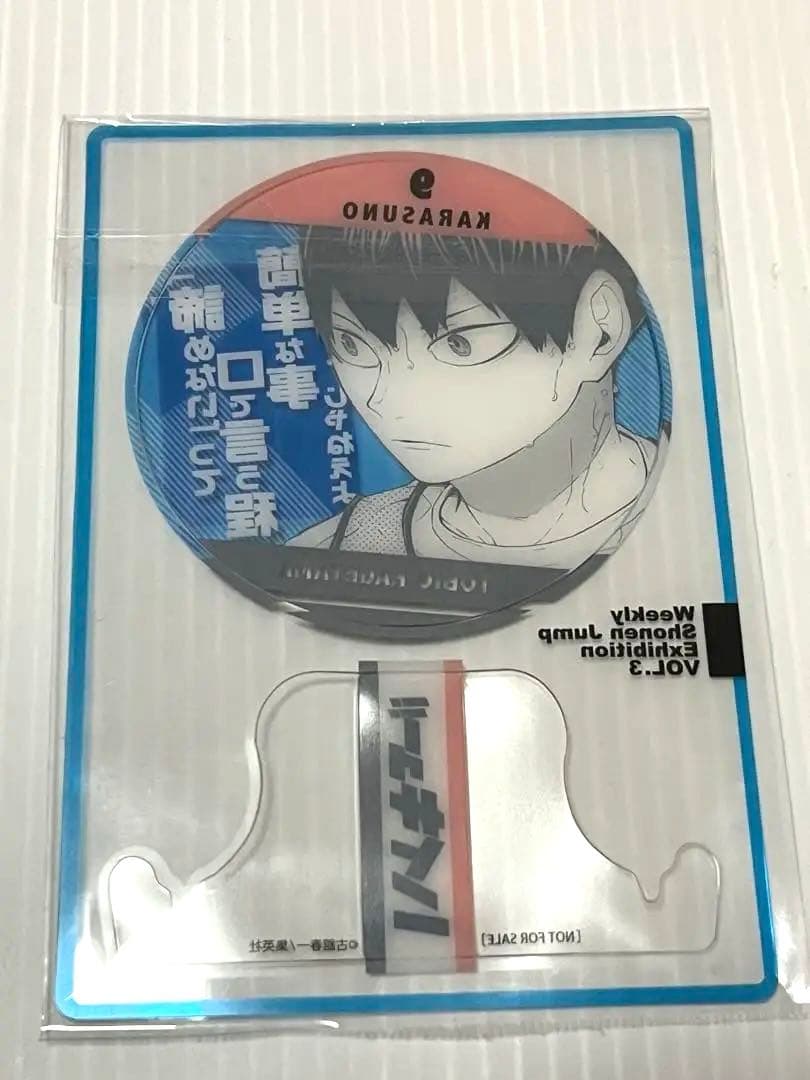 9
KARASUNO
「諦めない」って
口で言う程
簡単な事
じゃねえよ
TOBIO KAGEYAMA
Weekly
Shonen Jump
Exhibition
VOL.3
ハイキュー!!
[NOT FOR SALE]
©古舘春一/集英社